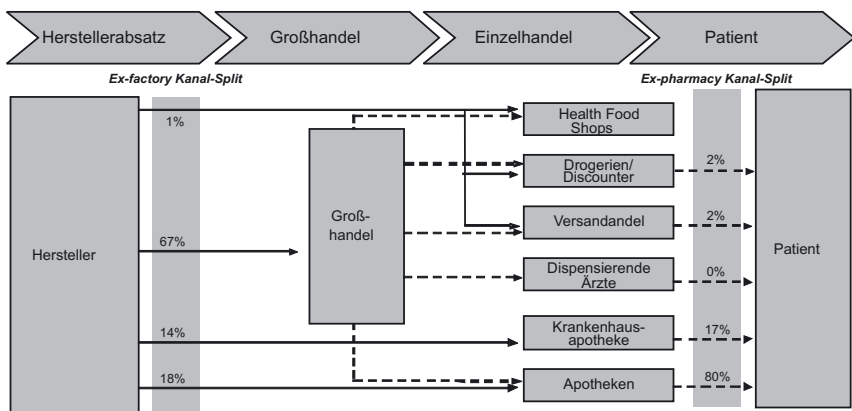 Herstellerabsatz
Großhandel
Einzelhandel
Patient
Ex-factory Kanal-Split
Ex-pharmacy Kanal-Split
Hersteller
1%
67%
14%
18%
Groß-
handel
Health Food
Shops
Drogerien/
Discounter
Versandandel
Dispensierende
Ärzte
Krankenhaus-
apotheke
Apotheken
2%
2%
0%
17%
80%
Patient